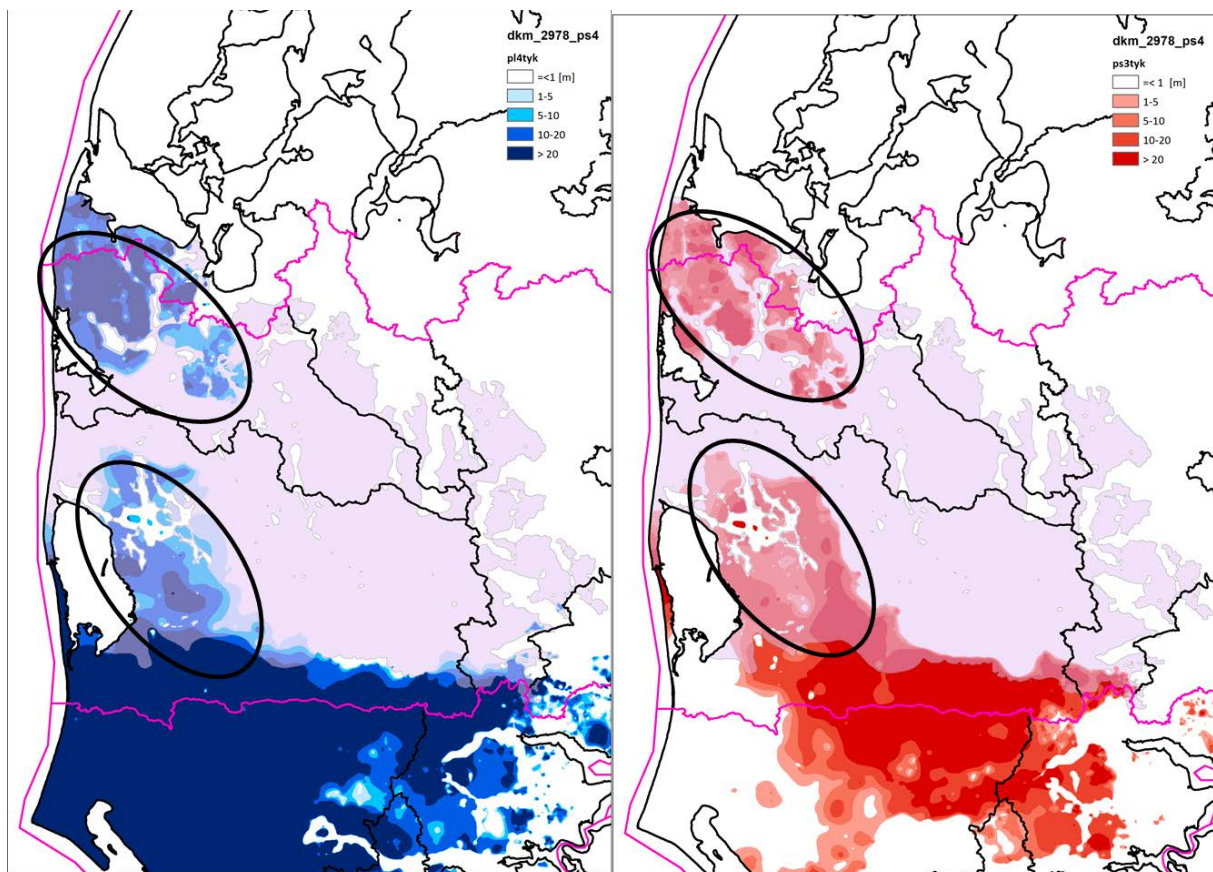 dkm_2978_ps4
pl4tyk
=<1 [m]
1-5
5-10
10-20
> 20
dkm_2978_ps4
ps3tyk
=< 1 [m]
1-5
5-10
10-20
> 20